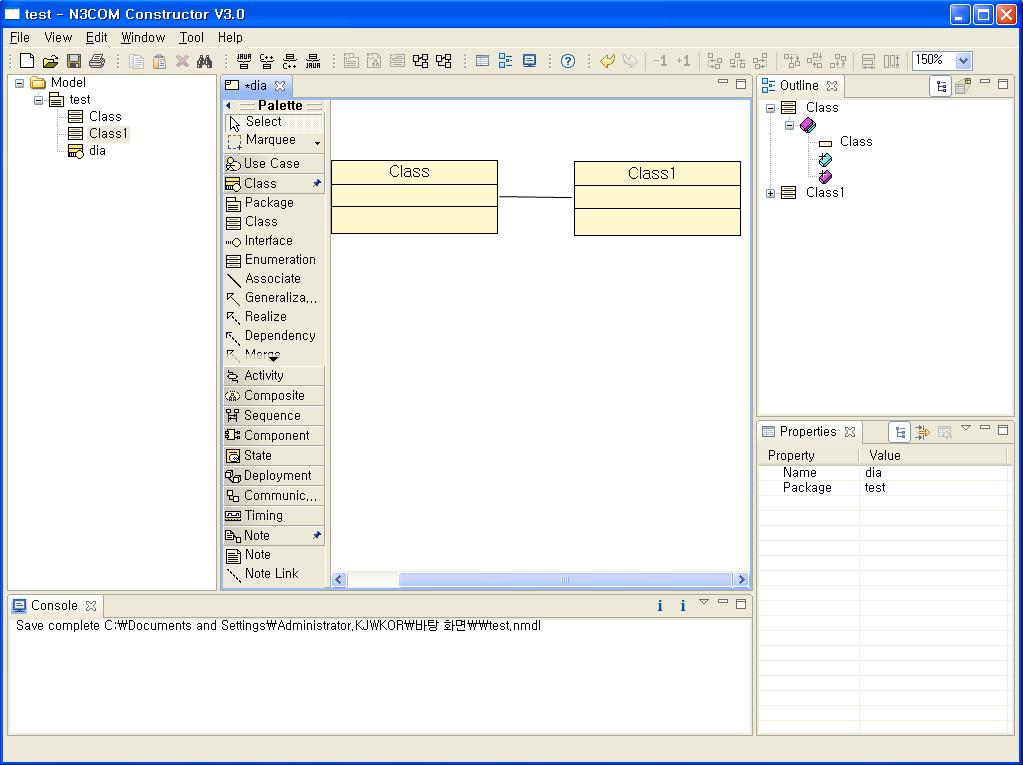 test - N3COM Constructor V3.0
File View Edit Window Tool Help
-1 +1 150%
Model
test
Class
Class1
dia
*dia
Palette
Select
Marquee
Use Case
Class
Package
Class
Interface
Enumeration
Associate
Generaliza...
Realize
Dependency
Merge
Activity
Composite
Sequence
Component
State
Deployment
Communic...
Timing
Note
Note
Note Link
Class
Class1
Outline
Class
Class
Class1
Properties
Property Value
Name dia
Package test
Console
Save complete C:₩Documents and Settings₩Administrator.KJWKOR₩바탕 화면₩₩test.nmdl